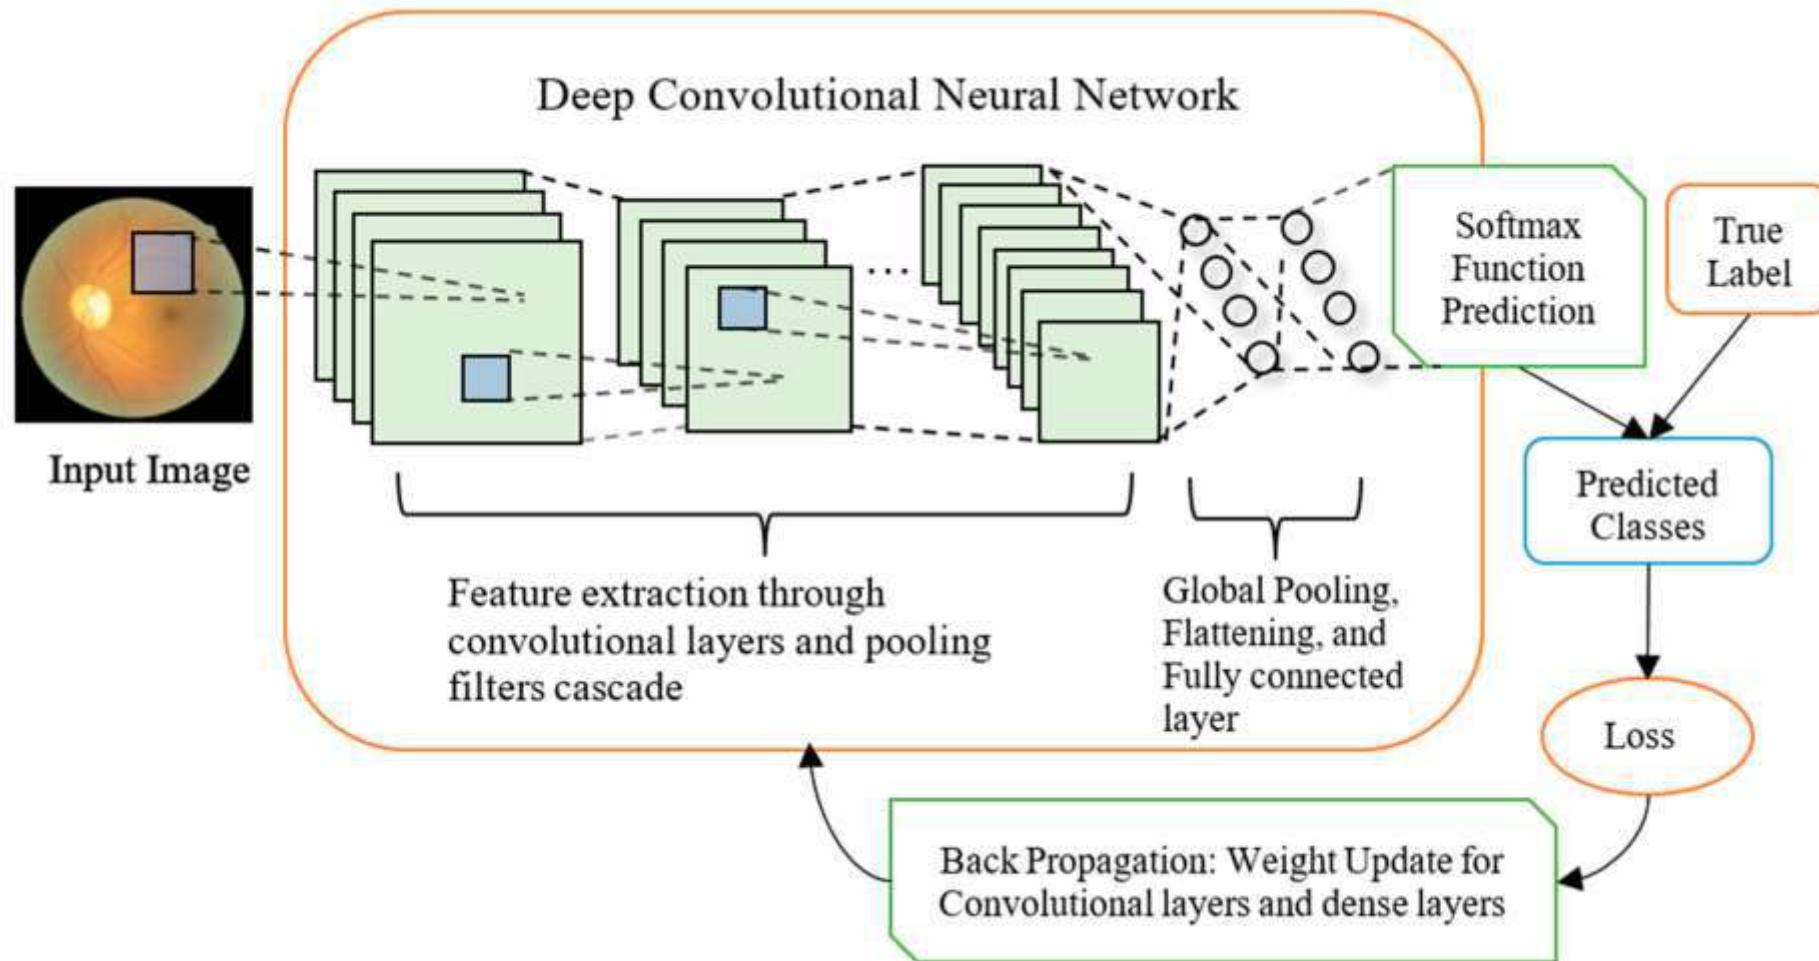 Deep Convolutional Neural Network
Input Image
Softmax
Function
Prediction
True
Label
...
Predicted
Classes
Feature extraction through
convolutional layers and pooling
filters cascade
Global Pooling,
Flattening, and
Fully connected
layer
Loss
Back Propagation: Weight Update for
Convolutional layers and dense layers